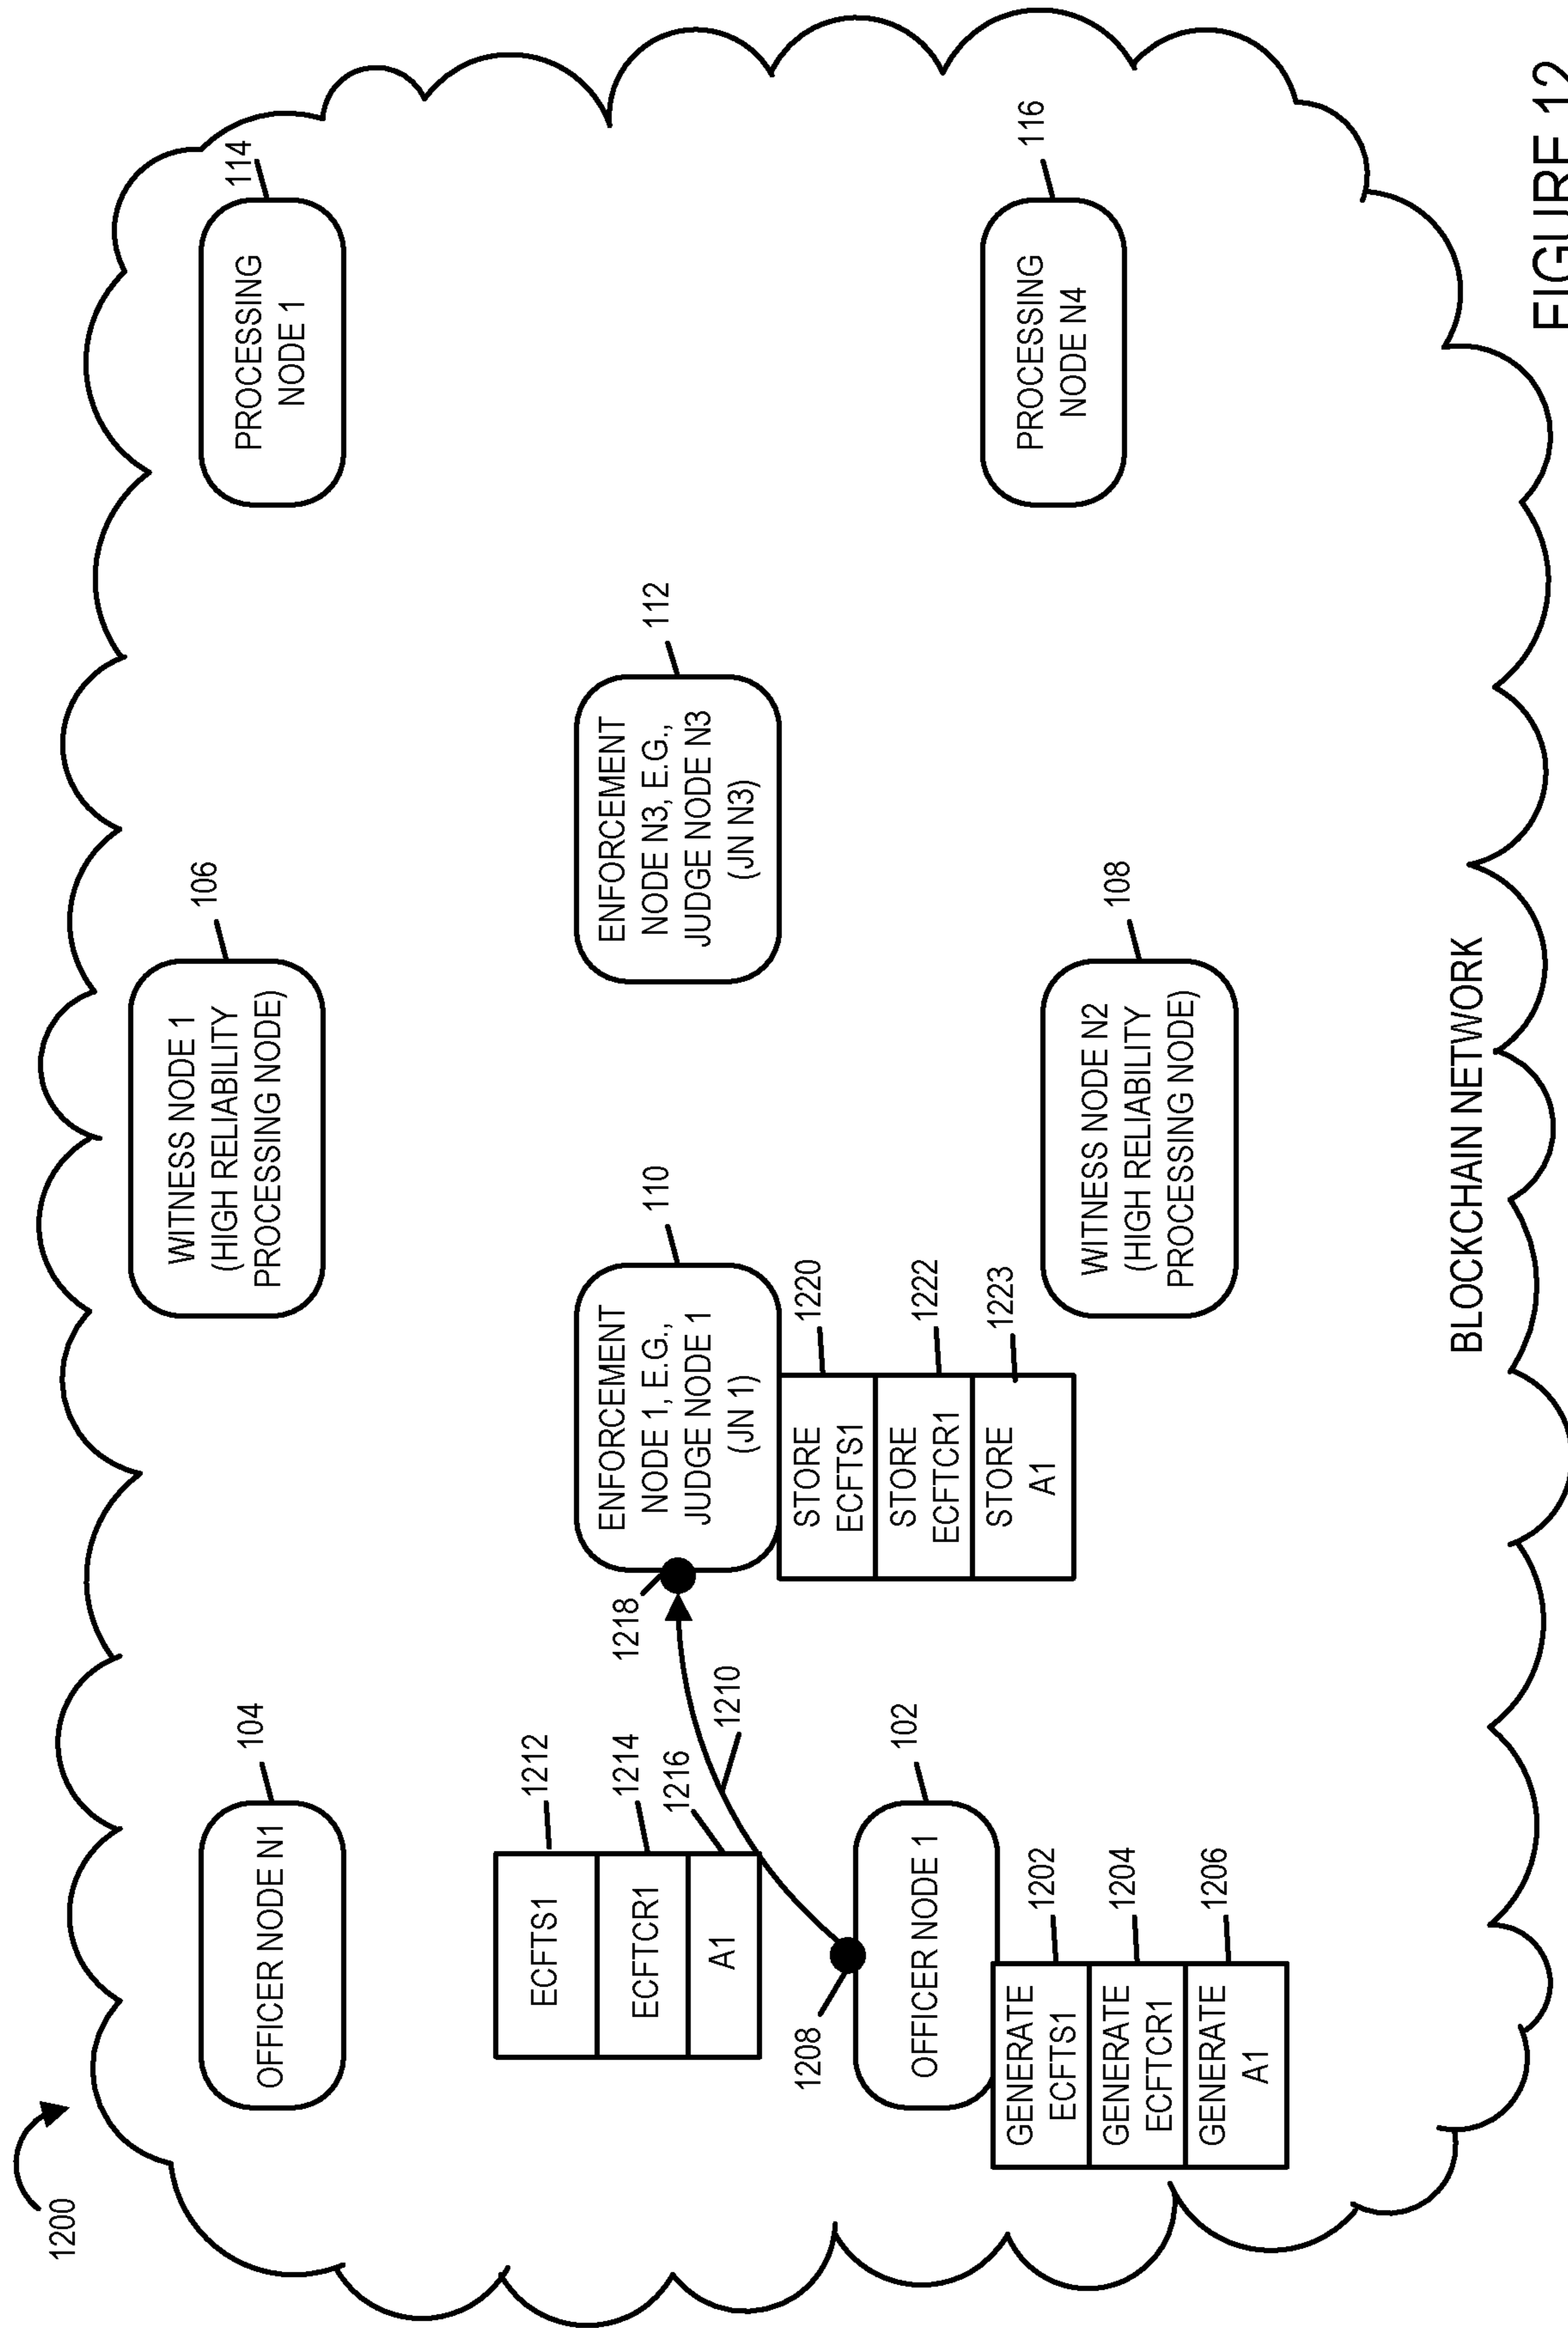 1200
OFFICER NODE N1
104
WITNESS NODE 1
(HIGH RELIABILITY
PROCESSING NODE)
106
PROCESSING
NODE 1
114
ECFTS1
1212
ECFTCR1
1214
A1
1216
1210
1218
ENFORCEMENT
NODE 1, E.G.,
JUDGE NODE 1
(JN 1)
110
STORE
ECFTS1
1220
STORE
ECFTCR1
1222
STORE
A1
1223
ENFORCEMENT
NODE N3, E.G.,
JUDGE NODE N3
(JN N3)
112
1208
OFFICER NODE 1
102
GENERATE
ECFTS1
1202
GENERATE
ECFTCR1
1204
GENERATE
A1
1206
WITNESS NODE N2
(HIGH RELIABILITY
PROCESSING NODE)
108
PROCESSING
NODE N4
116
BLOCKCHAIN NETWORK
FIGURE 12